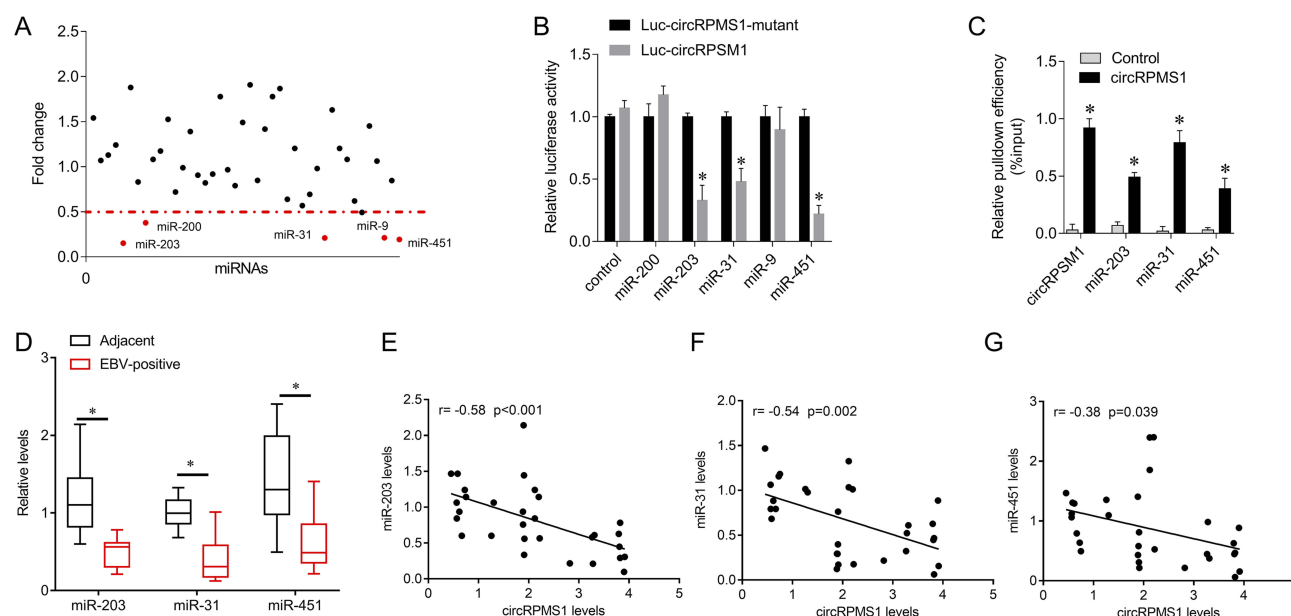 A
Fold change
2.5
2.0
1.5
1.0
0.5
0.0
miR-200
miR-203
miR-31
miR-9
miR-451
0
miRNAs
B
Luc-circRPMS1-mutant
Luc-circRPSM1
Relative luciferase activity
1.5
1.0
0.5
0.0
* * *
control
miR-200
miR-203
miR-31
miR-9
miR-451
C
Control
circRPMS1
Relative pulldown efficiency
(%input)
1.5
1.0
0.5
0.0
* * * *
circRPSM1
miR-203
miR-31
miR-451
D
Adjacent
EBV-positive
Relative levels
3
2
1
0
* * *
miR-203
miR-31
miR-451
E
r= -0.58 p<0.001
miR-203 levels
2.5
2.0
1.5
1.0
0.5
0.0
0 1 2 3 4 5
circRPMS1 levels
F
r= -0.54 p=0.002
miR-31 levels
2.0
1.5
1.0
0.5
0.0
0 1 2 3 4 5
circRPMS1 levels
G
r= -0.38 p=0.039
miR-451 levels
3
2
1
0
0 1 2 3 4
circRPMS1 levels